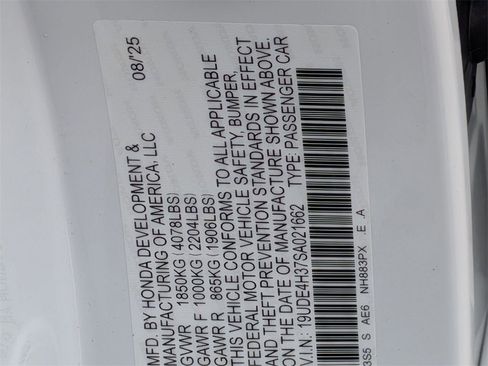 MFD. BY HONDA DEVELOPMENT & 08/'25
MANUFACTURING OF AMERICA, LLC
GVWR 1850KG (4078LBS)
GAWR F 1000KG (2204LBS)
GAWR R 865KG (1906LBS)
THIS VEHICLE CONFORMS TO ALL APPLICABLE
FEDERAL MOTOR VEHICLE SAFETY, BUMPER,
AND THEFT PREVENTION STANDARDS IN EFFECT
ON THE DATE OF MANUFACTURE SHOWN ABOVE.
V.I.N.: 19UDE4H37SA021662 TYPE: PASSENGER CAR
3S5 S AE6 NH883PX E A